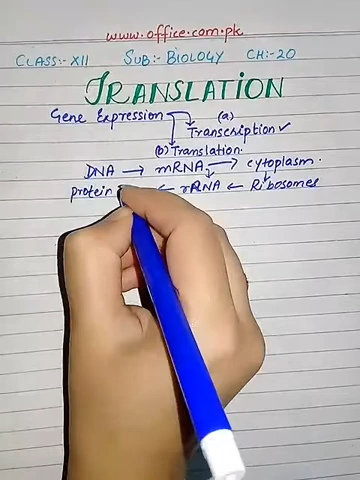 www.office.com.pk
CLASS:- XII SUB:- BIOLOGY CH:-20
TRANSLATION
Gene Expression → (a)
Transcription ✓
(b) Translation.
DNA → mRNA → cytoplasm.
protein ← rRNA ← Ribosomes